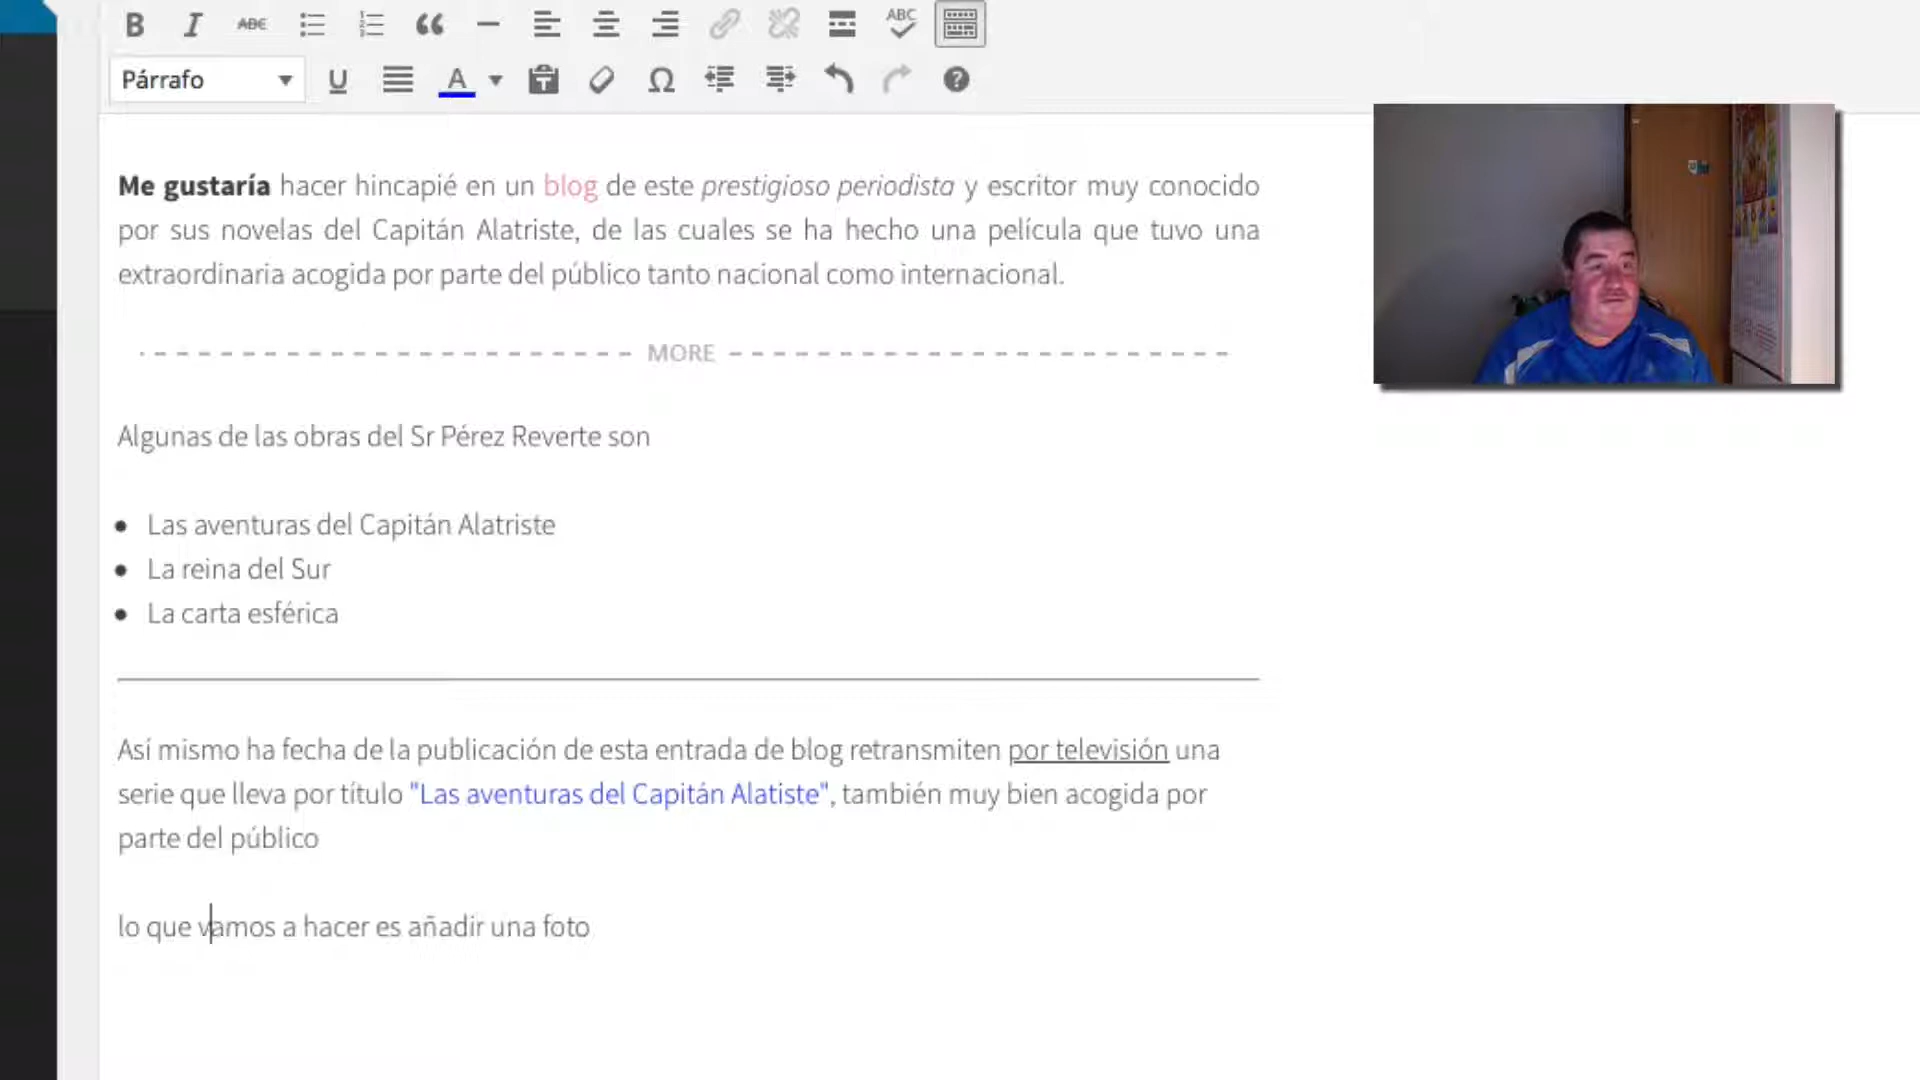 B I ABC ABC
Párrafo U A T Ω ?
Me gustaría hacer hincapié en un blog de este prestigioso periodista y escritor muy conocido
por sus novelas del Capitán Alatriste, de las cuales se ha hecho una película que tuvo una
extraordinaria acogida por parte del público tanto nacional como internacional.
MORE
Algunas de las obras del Sr Pérez Reverte son
Las aventuras del Capitán Alatriste
La reina del Sur
La carta esférica
Así mismo ha fecha de la publicación de esta entrada de blog retransmiten por televisión una
serie que lleva por título "Las aventuras del Capitán Alatiste", también muy bien acogida por
parte del público
lo que vamos a hacer es añadir una foto